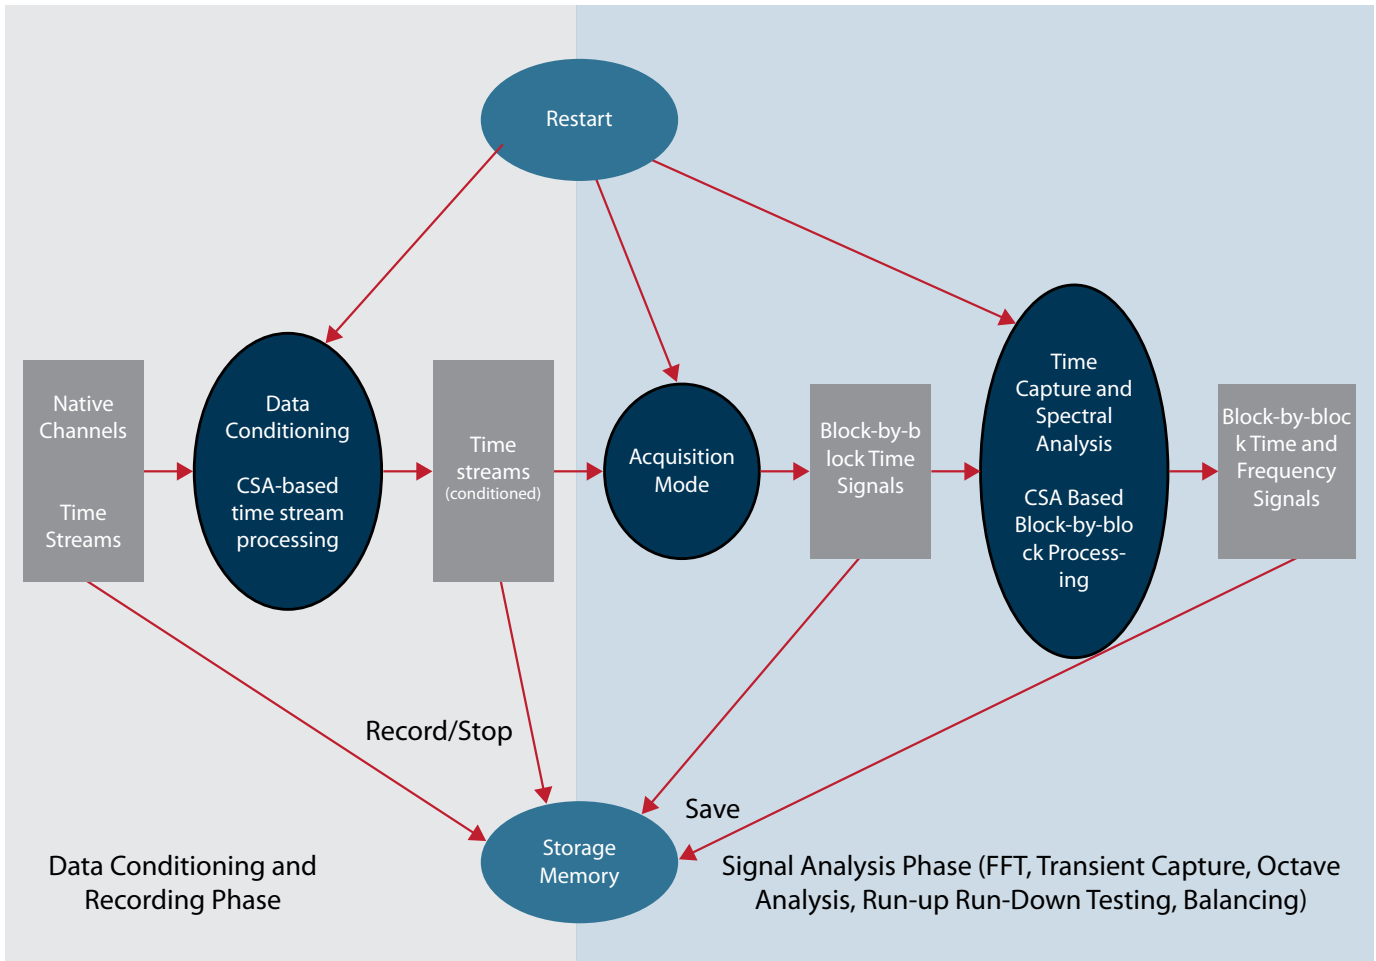 Restart
Native
Channels
Time
Streams
Data
Conditioning
CSA-based
time stream
processing
Time
streams
(conditioned)
Acquisition
Mode
Block-by-b
lock Time
Signals
Time
Capture and
Spectral
Analysis
CSA Based
Block-by-blo
ck Process-
ing
Block-by-bloc
k Time and
Frequency
Signals
Record/Stop
Save
Storage
Memory
Data Conditioning and
Recording Phase
Signal Analysis Phase (FFT, Transient Capture, Octave
Analysis, Run-up Run-Down Testing, Balancing)